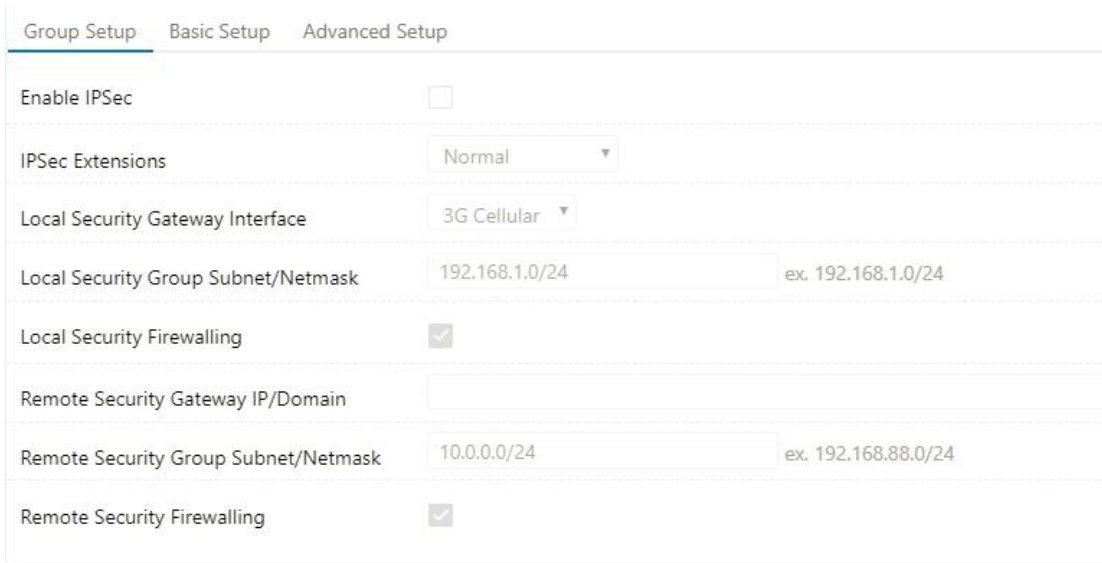 Group Setup Basic Setup Advanced Setup
Enable IPSec
IPSec Extensions Normal
Local Security Gateway Interface 3G Cellular
Local Security Group Subnet/Netmask 192.168.1.0/24 ex. 192.168.1.0/24
Local Security Firewalling
Remote Security Gateway IP/Domain
Remote Security Group Subnet/Netmask 10.0.0.0/24 ex. 192.168.88.0/24
Remote Security Firewalling